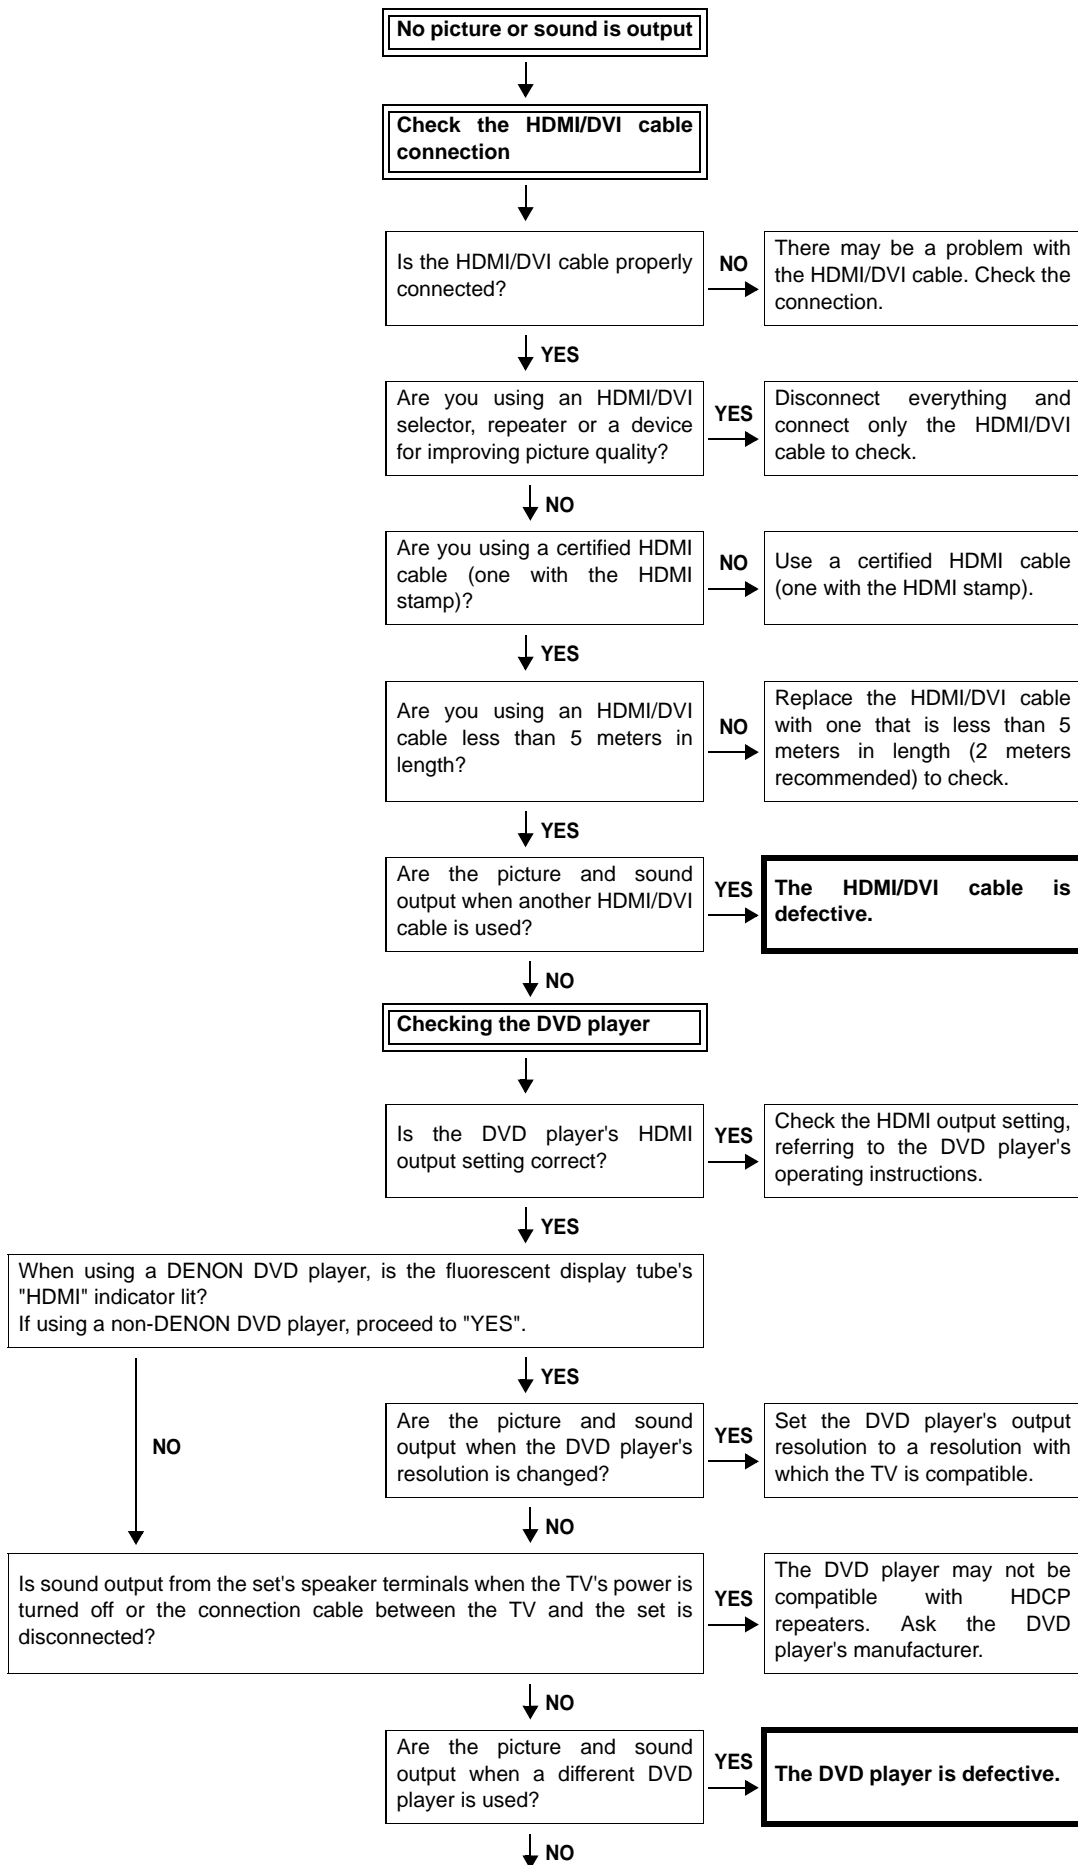 No picture or sound is output
Check the HDMI/DVI cable
connection
Is the HDMI/DVI cable properly
connected?
NO
There may be a problem with
the HDMI/DVI cable. Check the
connection.
YES
Are you using an HDMI/DVI
selector, repeater or a device
for improving picture quality?
YES
Disconnect everything and
connect only the HDMI/DVI
cable to check.
NO
Are you using a certified HDMI
cable (one with the HDMI
stamp)?
NO
Use a certified HDMI cable
(one with the HDMI stamp).
YES
Are you using an HDMI/DVI
cable less than 5 meters in
length?
NO
Replace the HDMI/DVI cable
with one that is less than 5
meters in length (2 meters
recommended) to check.
YES
Are the picture and sound
output when another HDMI/DVI
cable is used?
YES
The HDMI/DVI cable is
defective.
NO
Checking the DVD player
Is the DVD player's HDMI
output setting correct?
YES
Check the HDMI output setting,
referring to the DVD player's
operating instructions.
YES
When using a DENON DVD player, is the fluorescent display tube's
"HDMI" indicator lit?
If using a non-DENON DVD player, proceed to "YES".
YES
NO
Are the picture and sound
output when the DVD player's
resolution is changed?
YES
Set the DVD player's output
resolution to a resolution with
which the TV is compatible.
NO
Is sound output from the set's speaker terminals when the TV's power is
turned off or the connection cable between the TV and the set is
disconnected?
YES
The DVD player may not be
compatible with HDCP
repeaters. Ask the DVD
player's manufacturer.
NO
Are the picture and sound
output when a different DVD
player is used?
YES
The DVD player is defective.
NO